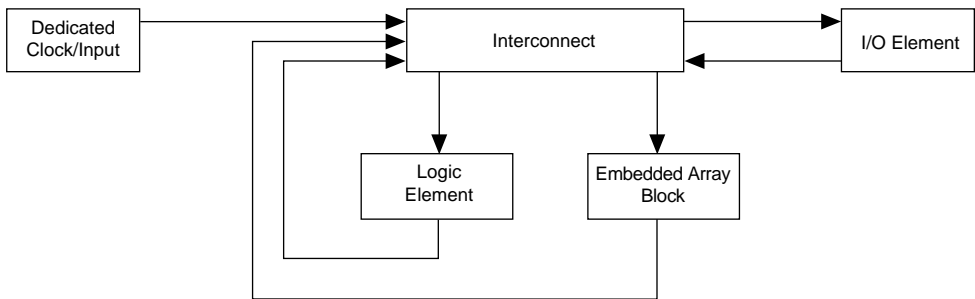 Dedicated
Clock/Input
Interconnect
I/O Element
Logic
Element
Embedded Array
Block